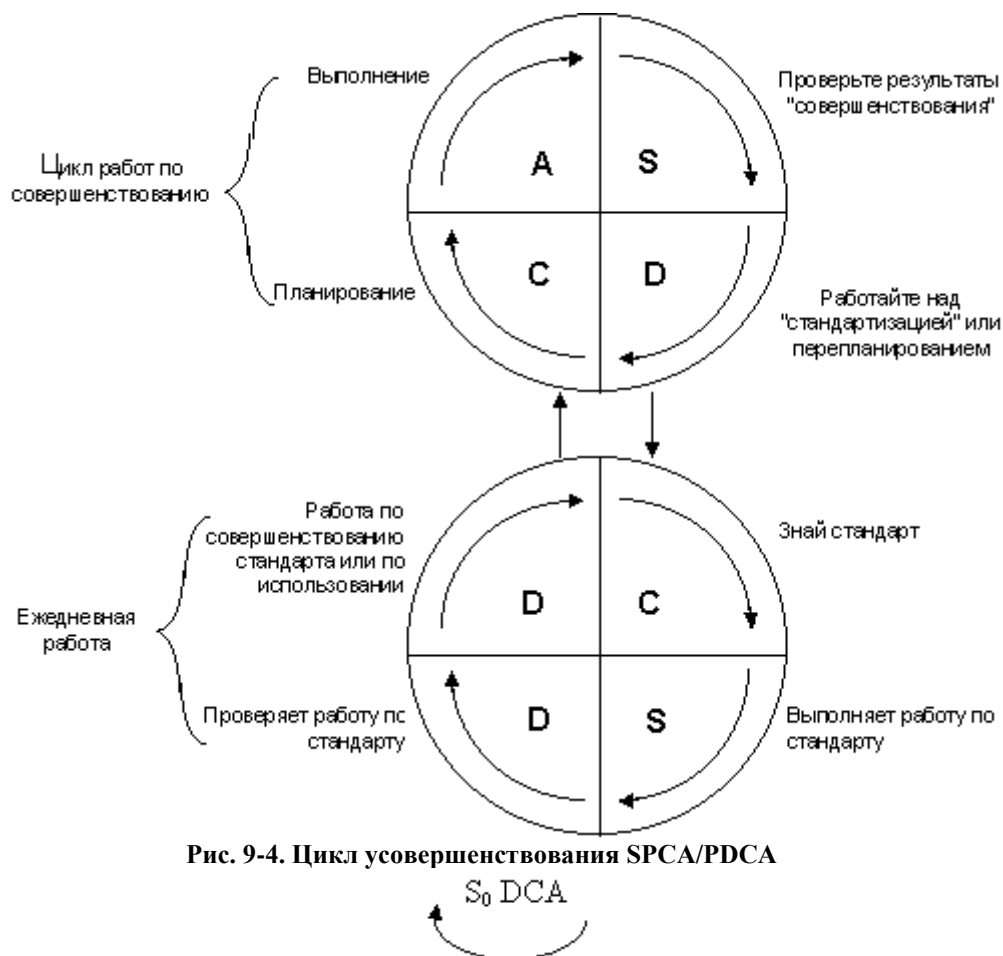 Выполнение
Проверьте результаты
"совершенствования"
A
S
Цикл работ по
совершенствованию
C
D
Планирование
Работайте над
"стандартизацией" или
перепланированием
Работа по
совершенствованию
стандарта или по
использовании
Знай стандарт
D
C
Ежедневная
работа
Проверяет работу по
стандарту
D
S
Выполняет работу по
стандарту
Рис. 9-4. Цикл усовершенствования SPCA/PDCA
S₀ DCA